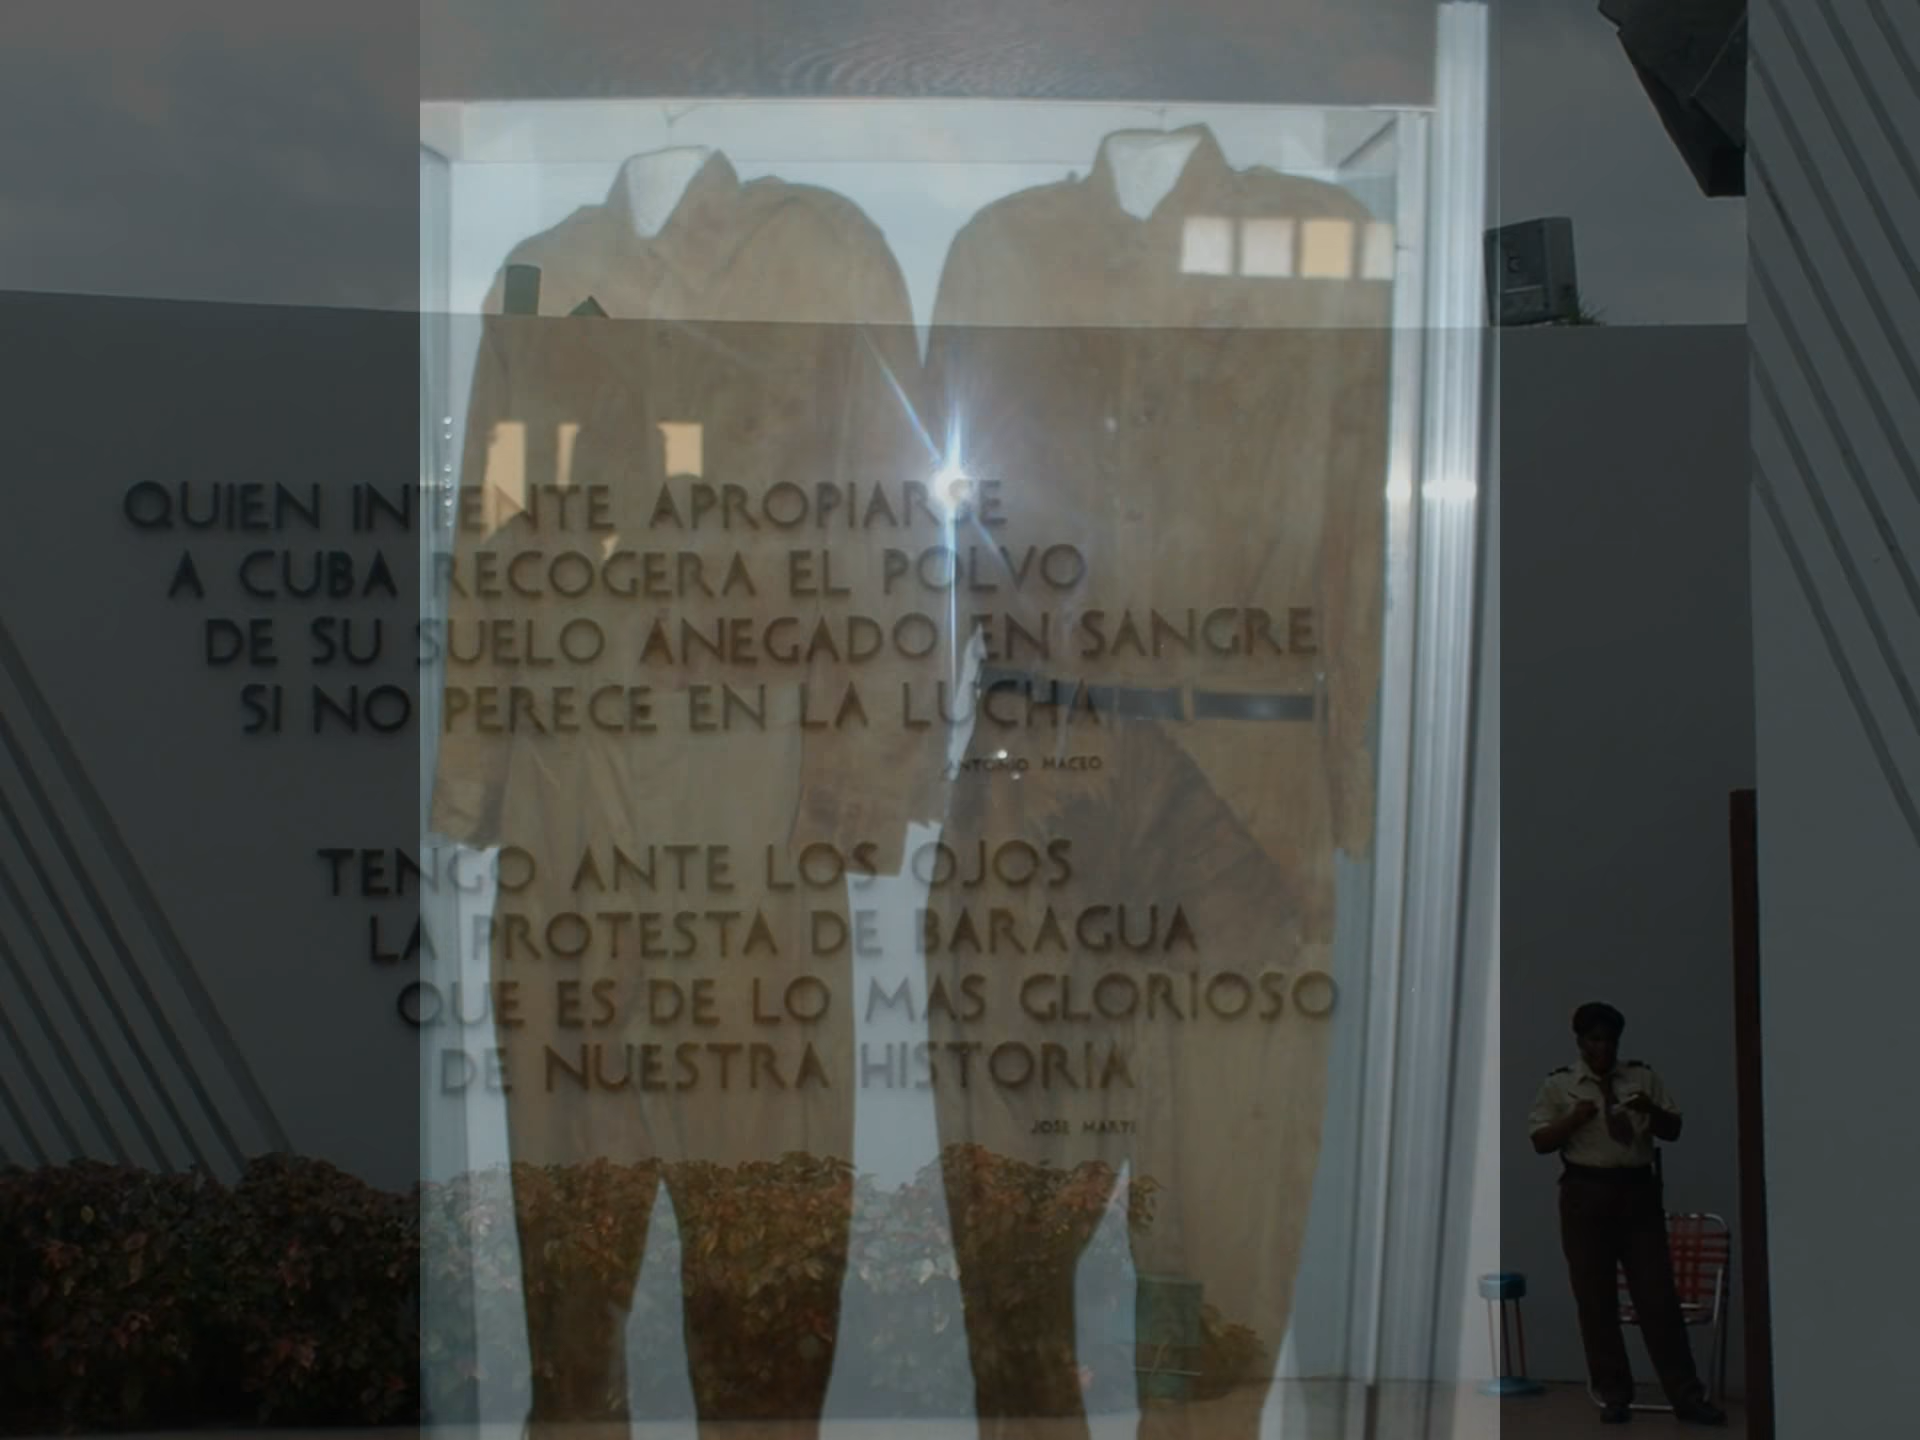 QUIEN INTENTE APROPIARSE
A CUBA RECOGERA EL POLVO
DE SU SUELO ANEGADO EN SANGRE
SI NO PERECE EN LA LUCHA
ANTONIO MACEO
TENGO ANTE LOS OJOS
LA PROTESTA DE BARAGUA
QUE ES DE LO MAS GLORIOSO
DE NUESTRA HISTORIA
JOSE MARTI